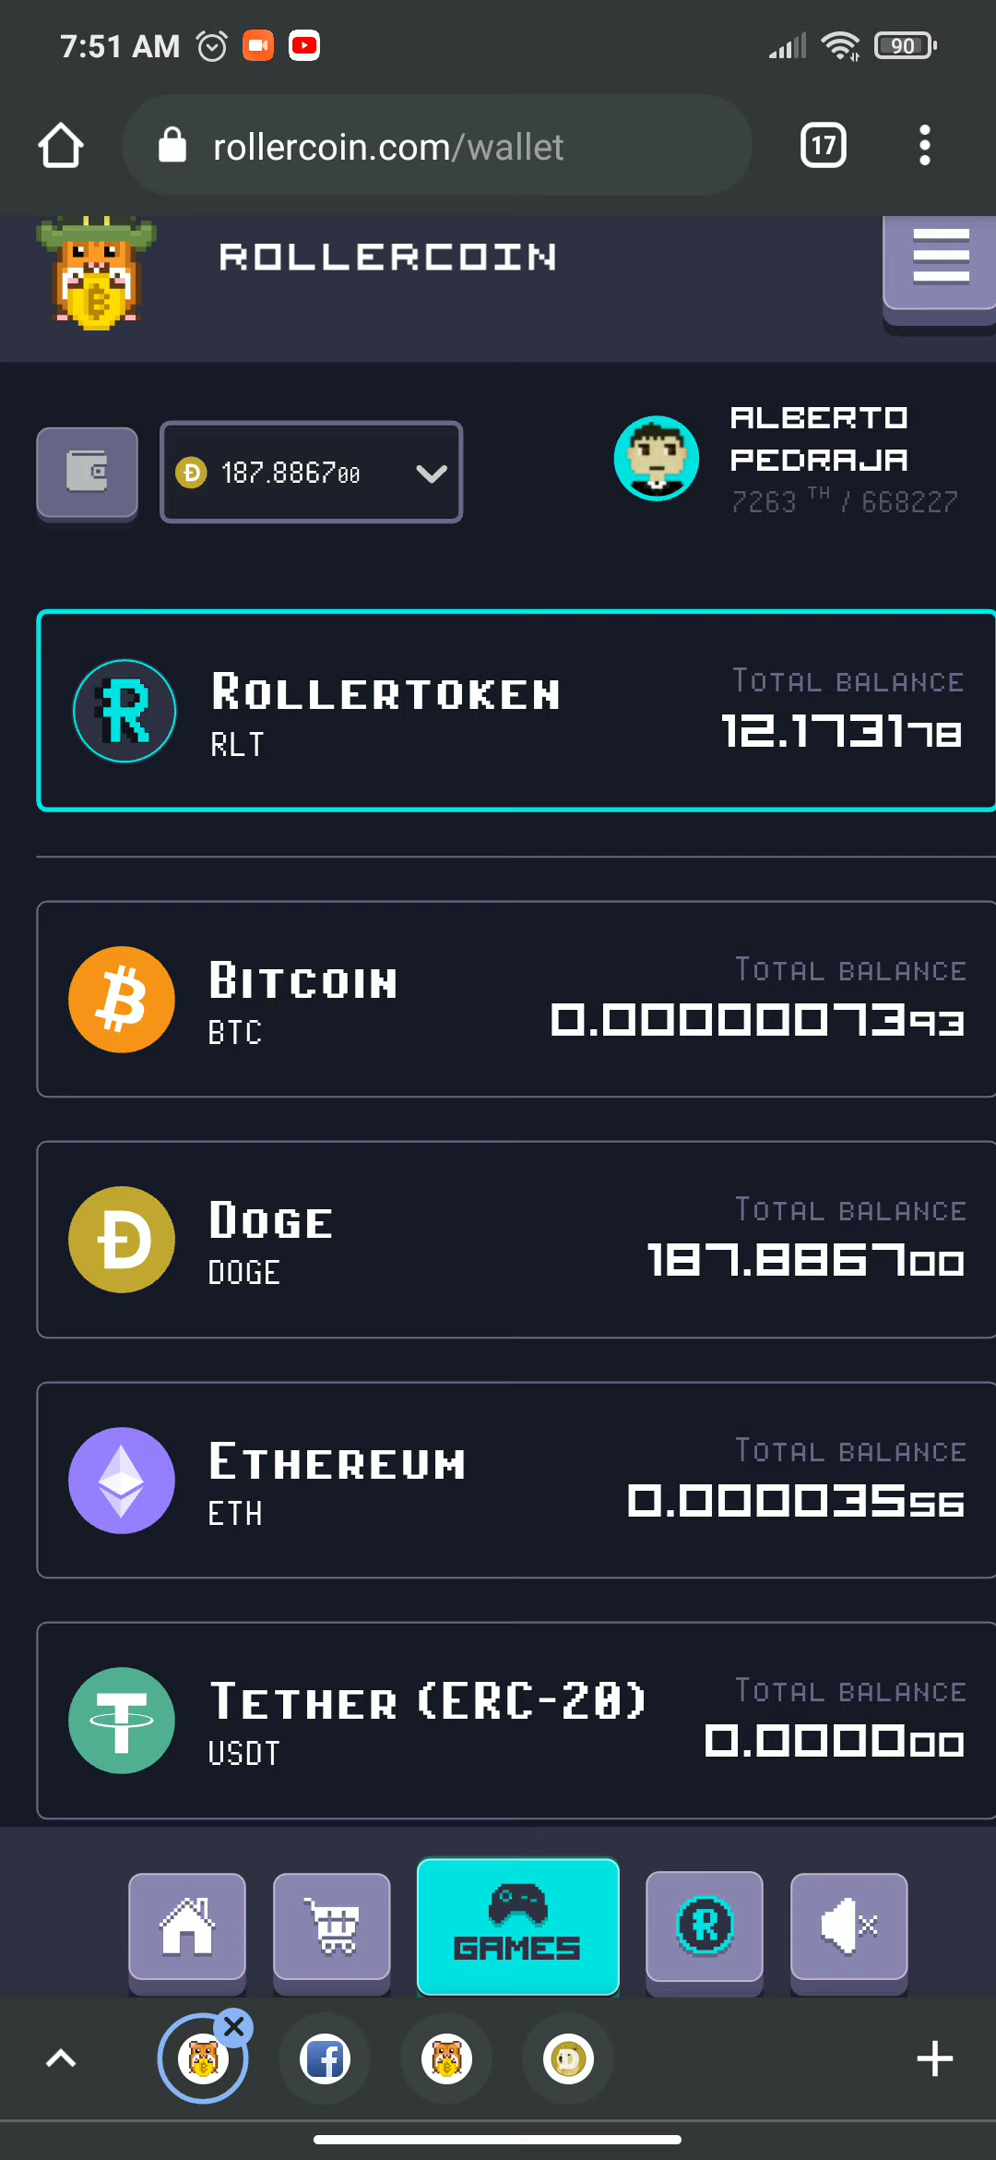 7:51 AM
90
rollercoin.com/wallet
17
ROLLERCOIN
187.886700
ALBERTO
PEDRAJA
7263 TH / 668227
ROLLERTOKEN
RLT
TOTAL BALANCE
12.173178
BITCOIN
BTC
TOTAL BALANCE
0.0000007393
DOGE
DOGE
TOTAL BALANCE
187.886700
ETHEREUM
ETH
TOTAL BALANCE
0.00003556
TETHER (ERC-20)
USDT
TOTAL BALANCE
0.000000
GAMES